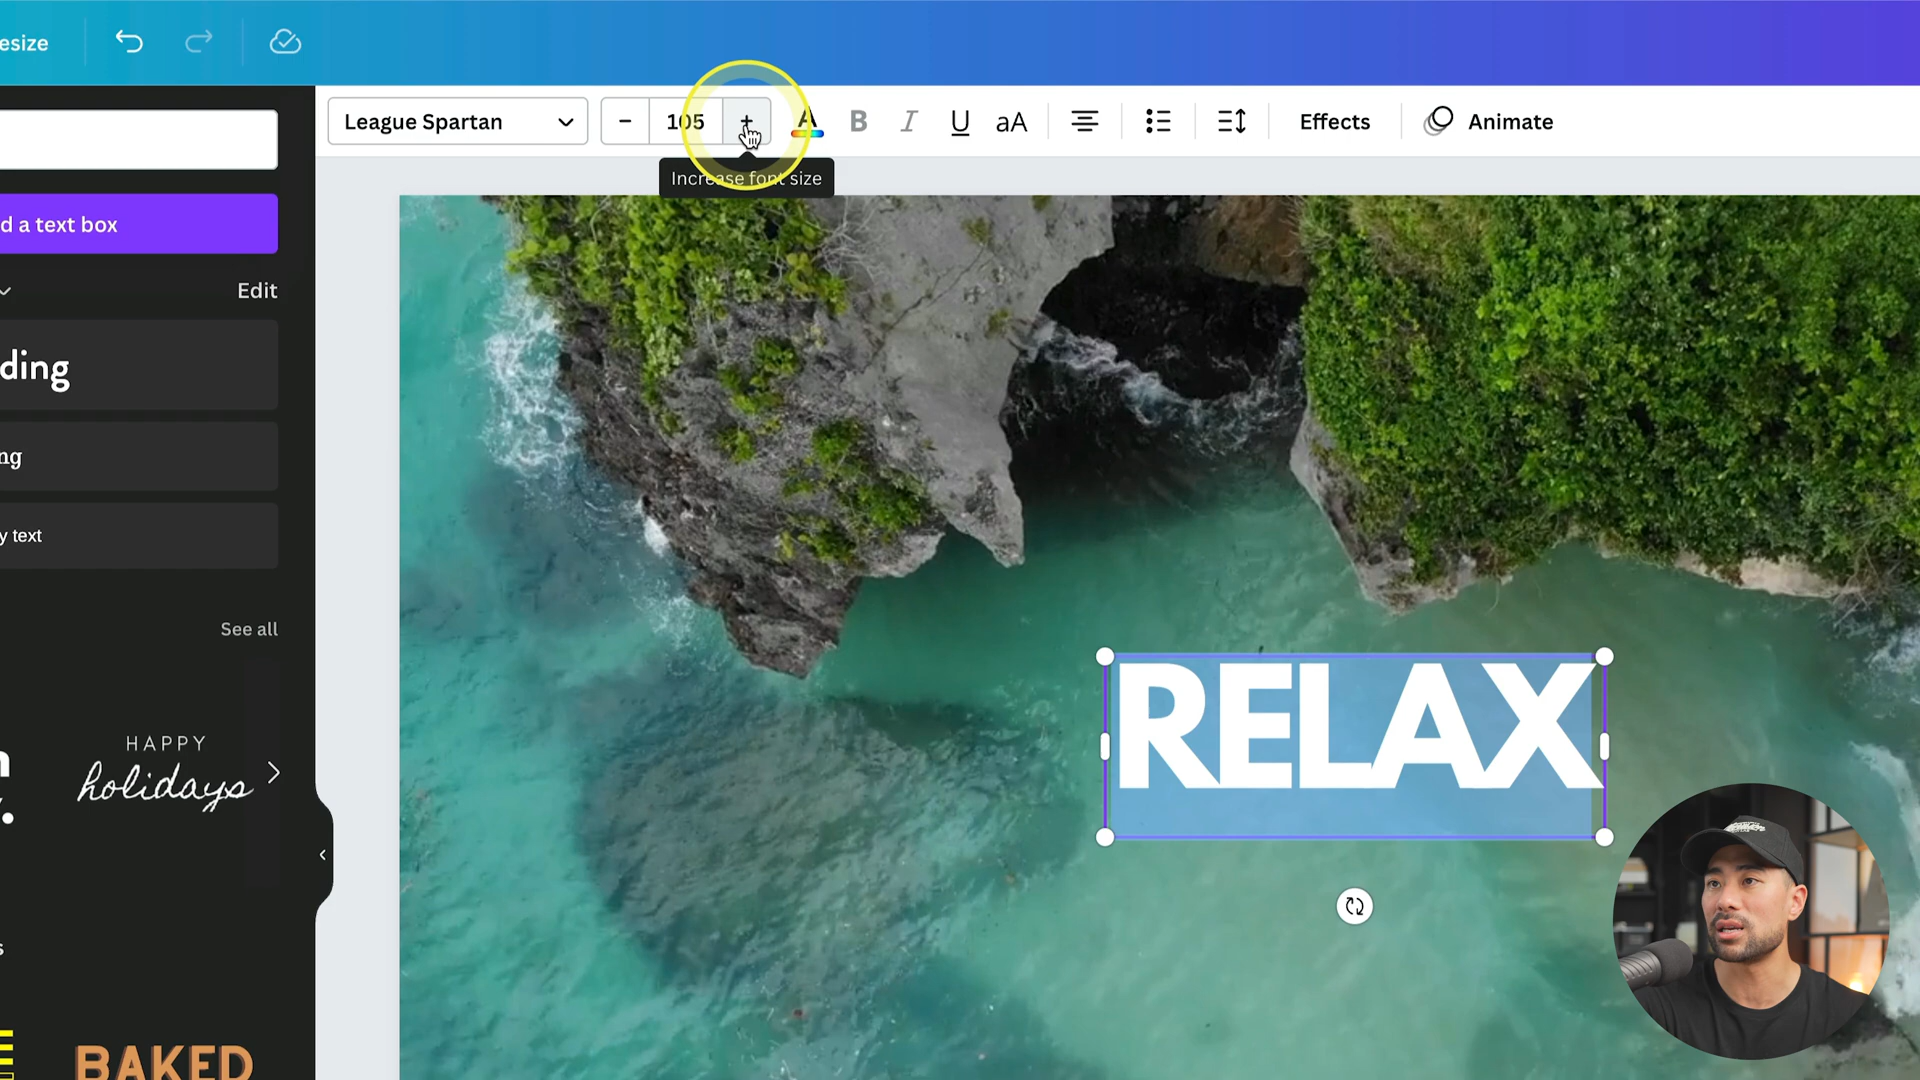 esize
League Spartan
105
A B I U aA
Effects
Animate
Increase font size
d a text box
Edit
ding
ng
y text
See all
HAPPY
holidays
RELAX
s
BAKED